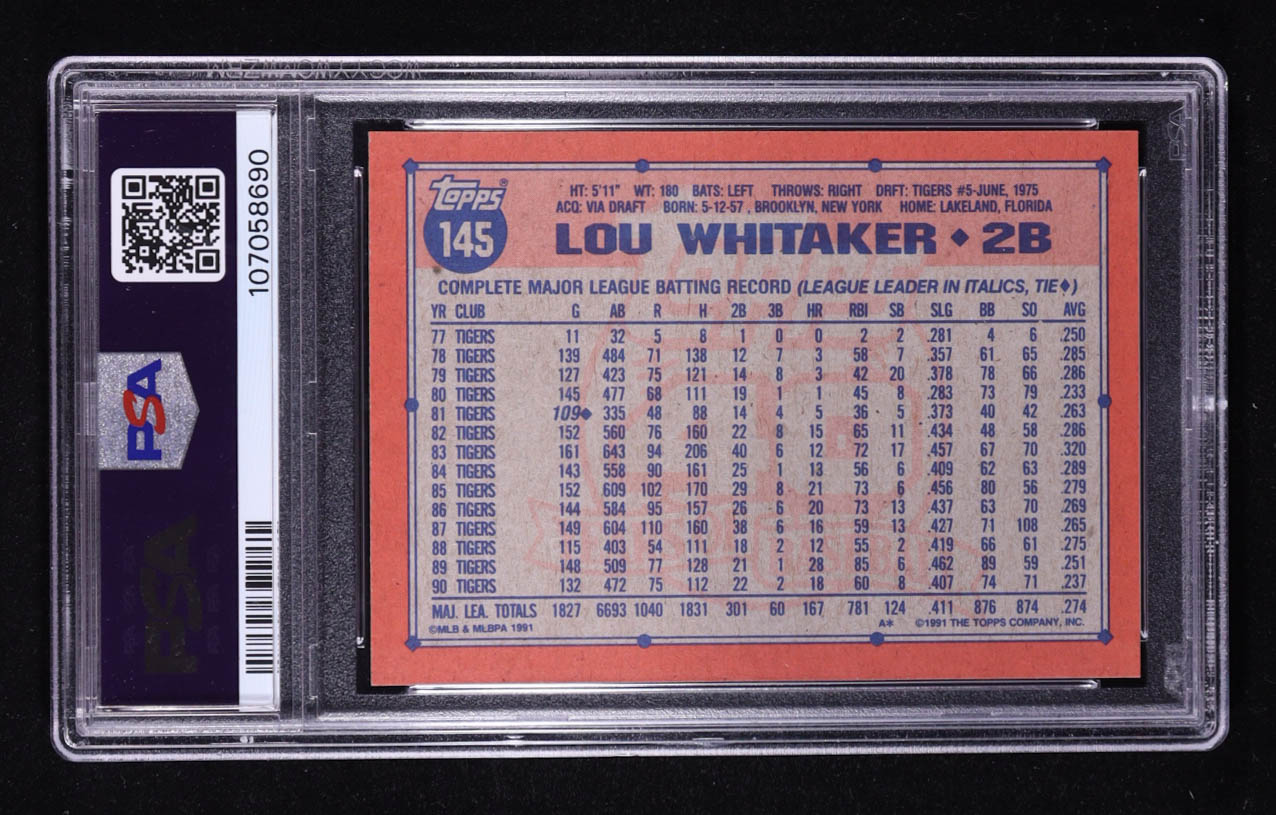 107058690
PSA
PSA
topps®
145
HT: 5'11" WT: 180 BATS: LEFT THROWS: RIGHT DRFT: TIGERS #5-JUNE, 1975
ACQ: VIA DRAFT BORN: 5-12-57, BROOKLYN, NEW YORK HOME: LAKELAND, FLORIDA
LOU WHITAKER ◆ 2B
COMPLETE MAJOR LEAGUE BATTING RECORD (LEAGUE LEADER IN ITALICS, TIE◆)
YR CLUB G AB R H 2B 3B HR RBI SB SLG BB SO AVG
77 TIGERS 11 32 5 8 1 0 0 2 2 .281 4 6 .250
78 TIGERS 139 484 71 138 12 7 3 58 7 .357 61 65 .285
79 TIGERS 127 423 75 121 14 8 3 42 20 .378 78 66 .286
80 TIGERS 145 477 68 111 19 1 1 45 8 .283 73 79 .233
81 TIGERS 109◆ 335 48 88 14 4 5 36 5 .373 40 42 .263
82 TIGERS 152 560 76 160 22 8 15 65 11 .434 48 58 .286
83 TIGERS 161 643 94 206 40 6 12 72 17 .457 67 70 .320
84 TIGERS 143 558 90 161 25 1 13 56 6 .409 62 63 .289
85 TIGERS 152 609 102 170 29 8 21 73 6 .456 80 56 .279
86 TIGERS 144 584 95 157 26 6 20 73 13 .437 63 70 .269
87 TIGERS 149 604 110 160 38 6 16 59 13 .427 71 108 .265
88 TIGERS 115 403 54 111 18 2 12 55 2 .419 66 61 .275
89 TIGERS 148 509 77 128 21 1 28 85 6 .462 89 59 .251
90 TIGERS 132 472 75 112 22 2 18 60 8 .407 74 71 .237
MAJ. LEA. TOTALS 1827 6693 1040 1831 301 60 167 781 124 .411 876 874 .274
©MLB & MLBPA 1991 A* ©1991 THE TOPPS COMPANY, INC.